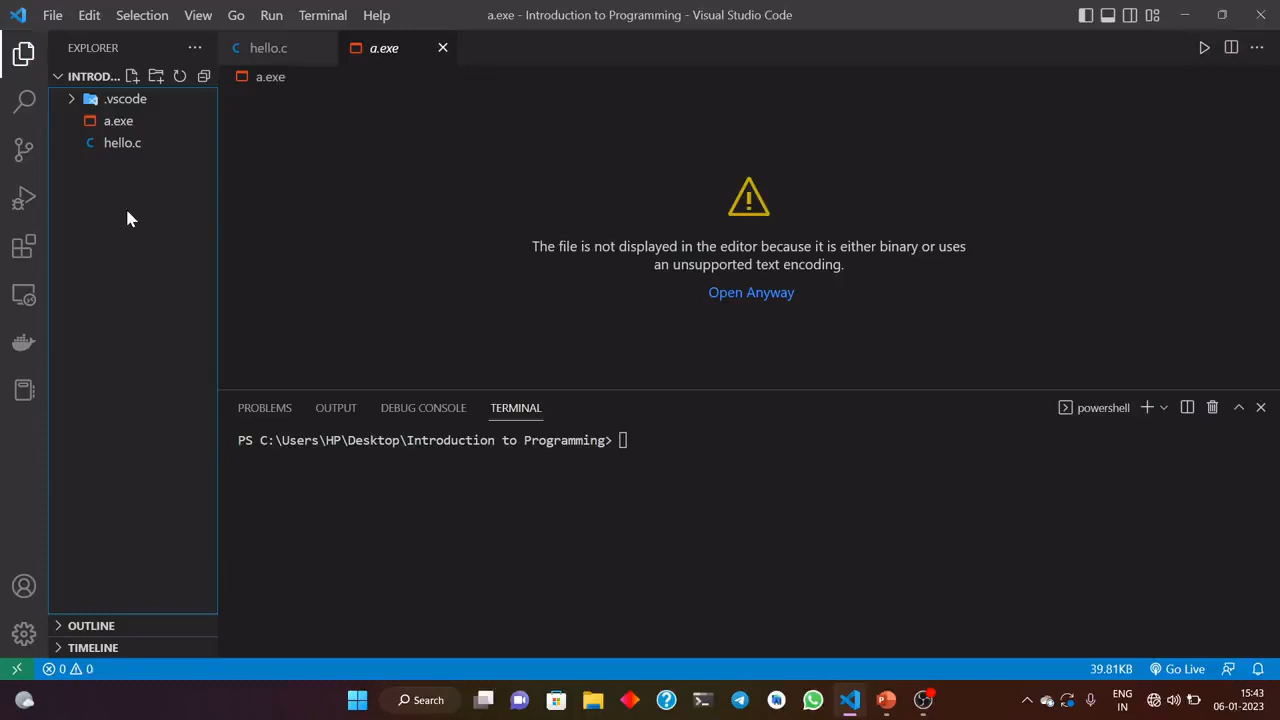 File Edit Selection View Go Run Terminal Help
a.exe - Introduction to Programming - Visual Studio Code
EXPLORER
INTROD...
.vscode
a.exe
hello.c
OUTLINE
TIMELINE
hello.c
a.exe
a.exe
The file is not displayed in the editor because it is either binary or uses
an unsupported text encoding.
Open Anyway
PROBLEMS OUTPUT DEBUG CONSOLE TERMINAL
powershell
PS C:\Users\HP\Desktop\Introduction to Programming>
0 0
39.81KB Go Live
Search
ENG
IN
15:43
06-01-2023